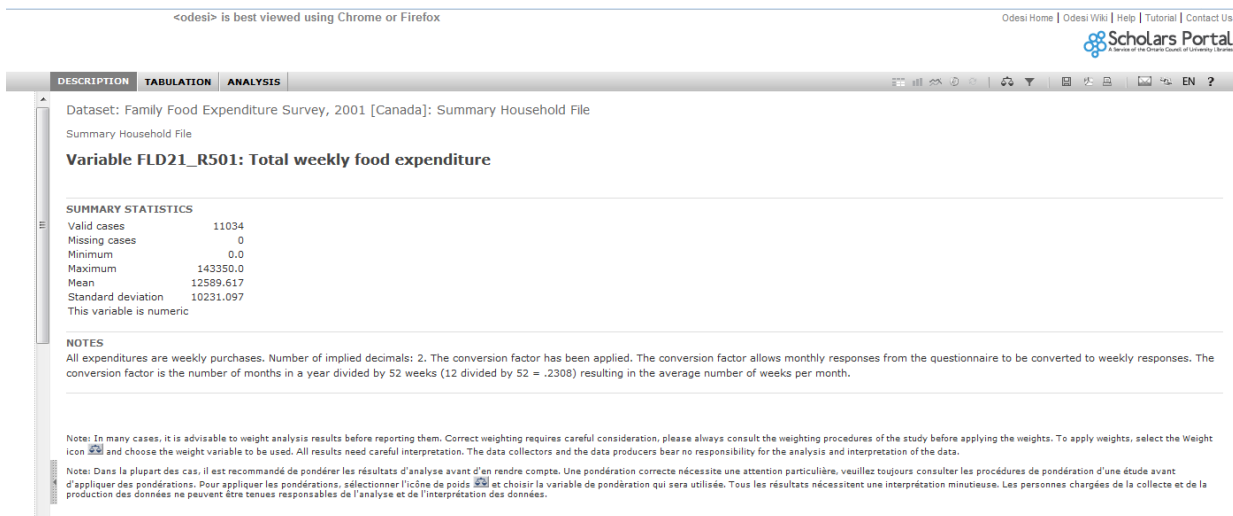 <odesi> is best viewed using Chrome or Firefox
Odesi Home | Odesi Wiki | Help | Tutorial | Contact Us
Scholars Portal
A Service of the Ontario Council of University Libraries
DESCRIPTION TABULATION ANALYSIS
EN ?
Dataset: Family Food Expenditure Survey, 2001 [Canada]: Summary Household File
Summary Household File
Variable FLD21_R501: Total weekly food expenditure
SUMMARY STATISTICS
Valid cases 11034
Missing cases 0
Minimum 0.0
Maximum 143350.0
Mean 12589.617
Standard deviation 10231.097
This variable is numeric
NOTES
All expenditures are weekly purchases. Number of implied decimals: 2. The conversion factor has been applied. The conversion factor allows monthly responses from the questionnaire to be converted to weekly responses. The
conversion factor is the number of months in a year divided by 52 weeks (12 divided by 52 = .2308) resulting in the average number of weeks per month.
Note: In many cases, it is advisable to weight analysis results before reporting them. Correct weighting requires careful consideration, please always consult the weighting procedures of the study before applying the weights. To apply weights, select the Weight
icon and choose the weight variable to be used. All results need careful interpretation. The data collectors and the data producers bear no responsibility for the analysis and interpretation of the data.
Note: Dans la plupart des cas, il est recommandé de pondérer les résultats d'analyse avant d'en rendre compte. Une pondération correcte nécessite une attention particulière, veuillez toujours consulter les procédures de pondération d'une étude avant
d'appliquer des pondérations. Pour appliquer les pondérations, sélectionner l'icône de poids et choisir la variable de pondèration qui sera utilisée. Tous les résultats nécessitent une interprétation minutieuse. Les personnes chargées de la collecte et de la
production des données ne peuvent être tenues responsables de l'analyse et de l'interprétation des données.